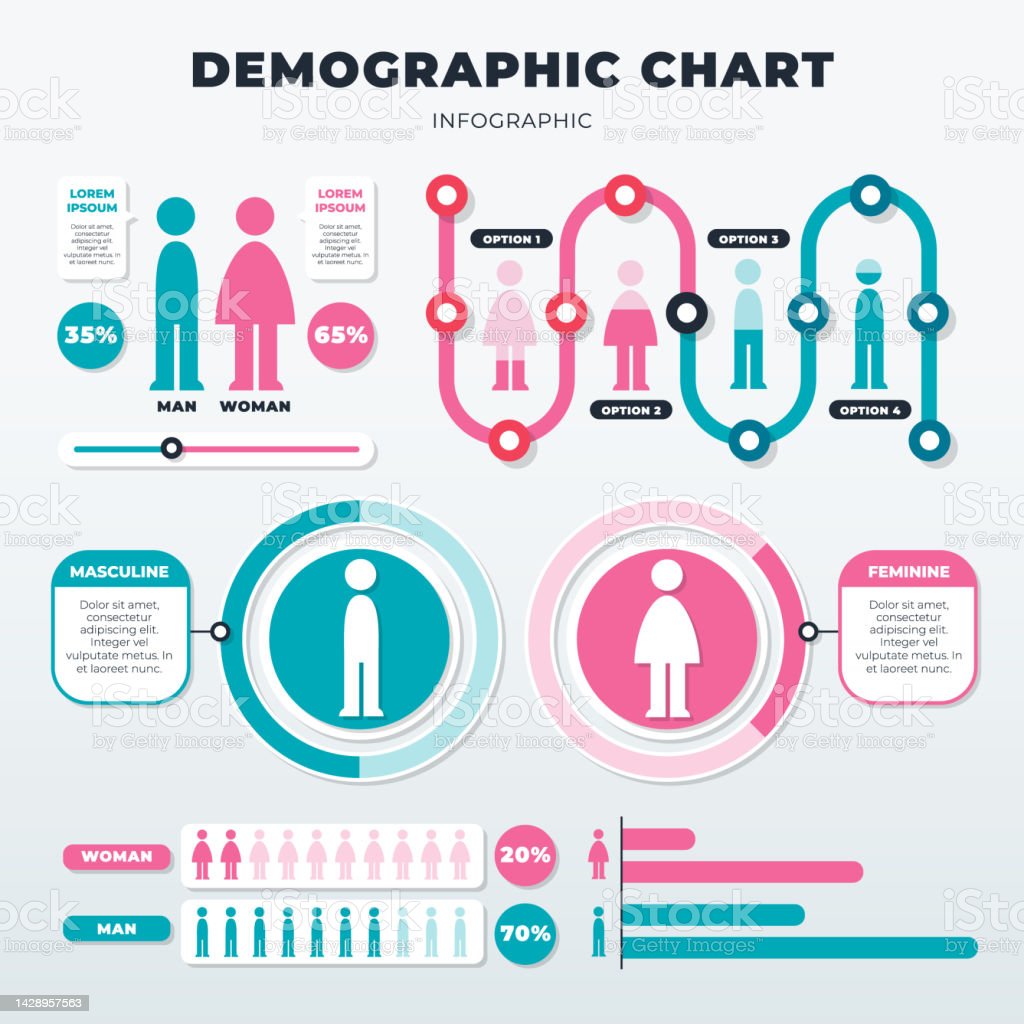 DEMOGRAPHIC CHART
INFOGRAPHIC
LOREM
IPSOUM
Dolor sit amet,
consectetur
adipiscing elit.
Integer vel
vulputate metus. In
et laoreet nunc.
LOREM
IPSOUM
Dolor sit amet,
consectetur
adipiscing elit.
Integer vel
vulputate metus. In
et laoreet nunc.
35%
65%
MAN
WOMAN
OPTION 1
OPTION 3
OPTION 2
OPTION 4
MASCULINE
Dolor sit amet,
consectetur
adipiscing elit.
Integer vel
vulputate metus. In
et laoreet nunc.
FEMININE
Dolor sit amet,
consectetur
adipiscing elit.
Integer vel
vulputate metus. In
et laoreet nunc.
WOMAN
20%
MAN
70%
iStock
by Getty Images™
1428957563